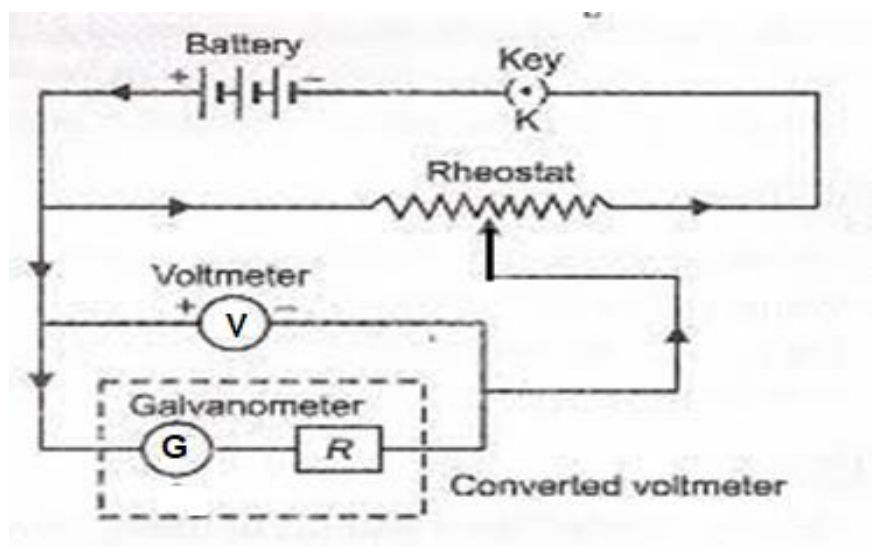 Battery
+ −
Key
K
Rheostat
Voltmeter
+ −
V
Galvanometer
G
R
Converted voltmeter